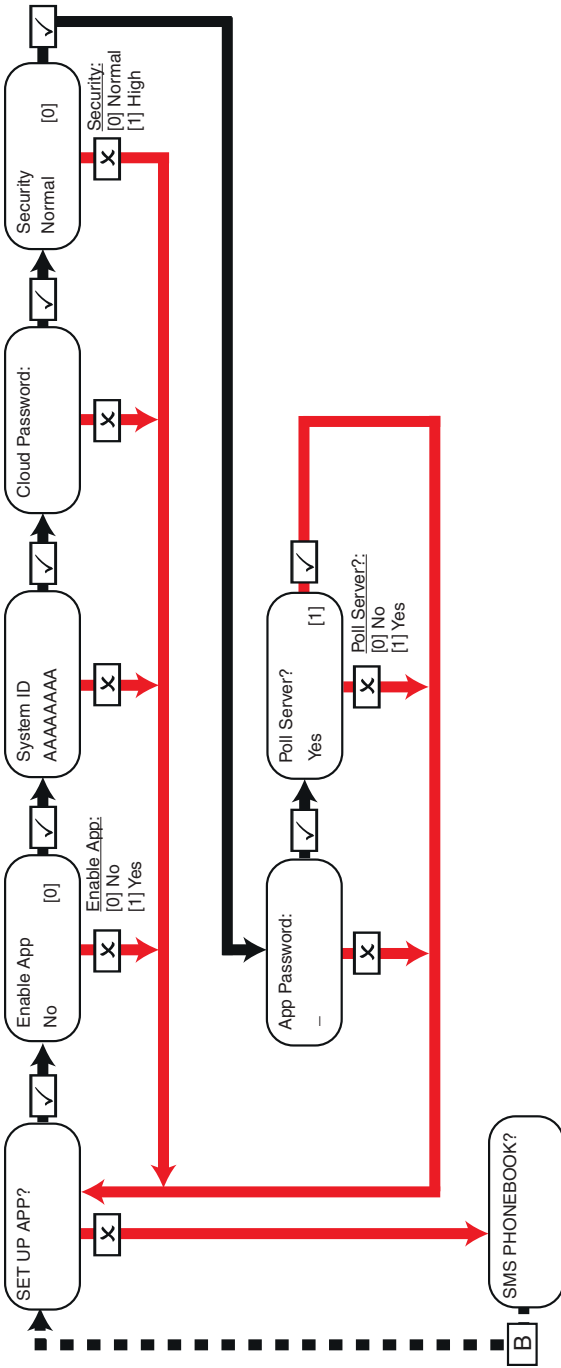 SET UP APP?
Enable App
No [0]
Enable App:
[0] No
[1] Yes
System ID
AAAAAAAA
Cloud Password:
Security
Normal [0]
Security:
[0] Normal
[1] High
App Password:
_
Poll Server?
Yes [1]
Poll Server?:
[0] No
[1] Yes
SMS PHONEBOOK?
B